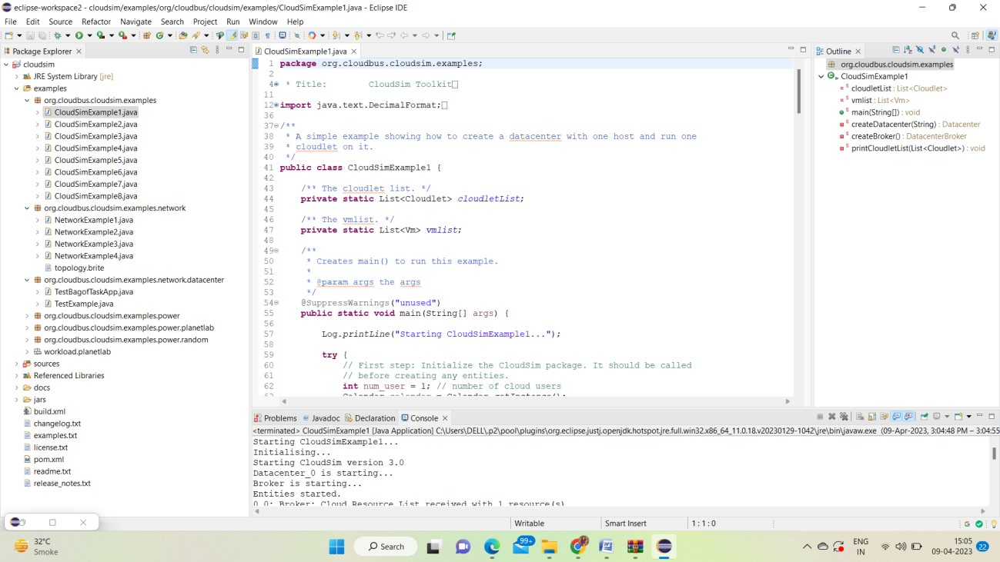 eclipse-workspace2 - cloudsim/examples/org/cloudbus/cloudsim/examples/CloudSimExample1.java - Eclipse IDE
File Edit Source Refactor Navigate Search Project Run Window Help
Package Explorer
cloudsim
JRE System Library [jre]
examples
org.cloudbus.cloudsim.examples
CloudSimExample1.java
CloudSimExample2.java
CloudSimExample3.java
CloudSimExample4.java
CloudSimExample5.java
CloudSimExample6.java
CloudSimExample7.java
CloudSimExample8.java
org.cloudbus.cloudsim.examples.network
NetworkExample1.java
NetworkExample2.java
NetworkExample3.java
NetworkExample4.java
topology.brite
org.cloudbus.cloudsim.examples.network.datacenter
TestBagofTaskApp.java
TestExample.java
org.cloudbus.cloudsim.examples.power
org.cloudbus.cloudsim.examples.power.planetlab
org.cloudbus.cloudsim.examples.power.random
workload.planetlab
sources
Referenced Libraries
docs
jars
build.xml
changelog.txt
examples.txt
license.txt
pom.xml
readme.txt
release_notes.txt
CloudSimExample1.java
1 package org.cloudbus.cloudsim.examples;
2
4 * Title: CloudSim Toolkit
11
12 import java.text.DecimalFormat;
36
37 /**
38 * A simple example showing how to create a datacenter with one host and run one
39 * cloudlet on it.
40 */
41 public class CloudSimExample1 {
42
43 /** The cloudlet list. */
44 private static List<Cloudlet> cloudletList;
45
46 /** The vmlist. */
47 private static List<Vm> vmlist;
48
49 /**
50 * Creates main() to run this example.
51 *
52 * @param args the args
53 */
54 @SuppressWarnings("unused")
55 public static void main(String[] args) {
56
57 Log.printLine("Starting CloudSimExample1...");
58
59 try {
60 // First step: Initialize the CloudSim package. It should be called
61 // before creating any entities.
62 int num_user = 1; // number of cloud users
Outline
org.cloudbus.cloudsim.examples
CloudSimExample1
cloudletList : List<Cloudlet>
vmlist : List<Vm>
main(String[]) : void
createDatacenter(String) : Datacenter
createBroker() : DatacenterBroker
printCloudletList(List<Cloudlet>) : void
Problems Javadoc Declaration Console
<terminated> CloudSimExample1 [Java Application] C:\Users\DELL\.p2\pool\plugins\org.eclipse.justj.openjdk.hotspot.jre.full.win32.x86_64_11.0.18.v20230129-1042\jre\bin\javaw.exe (09-Apr-2023, 3:04:48 PM – 3:04:55
Starting CloudSimExample1...
Initialising...
Starting CloudSim version 3.0
Datacenter_0 is starting...
Broker is starting...
Entities started.
0.0: Broker: Cloud Resource List received with 1 resource(s)
Writable Smart Insert 1 : 1 : 0
32°C
Smoke
Search
99+
ENG
IN
15:05
09-04-2023
22